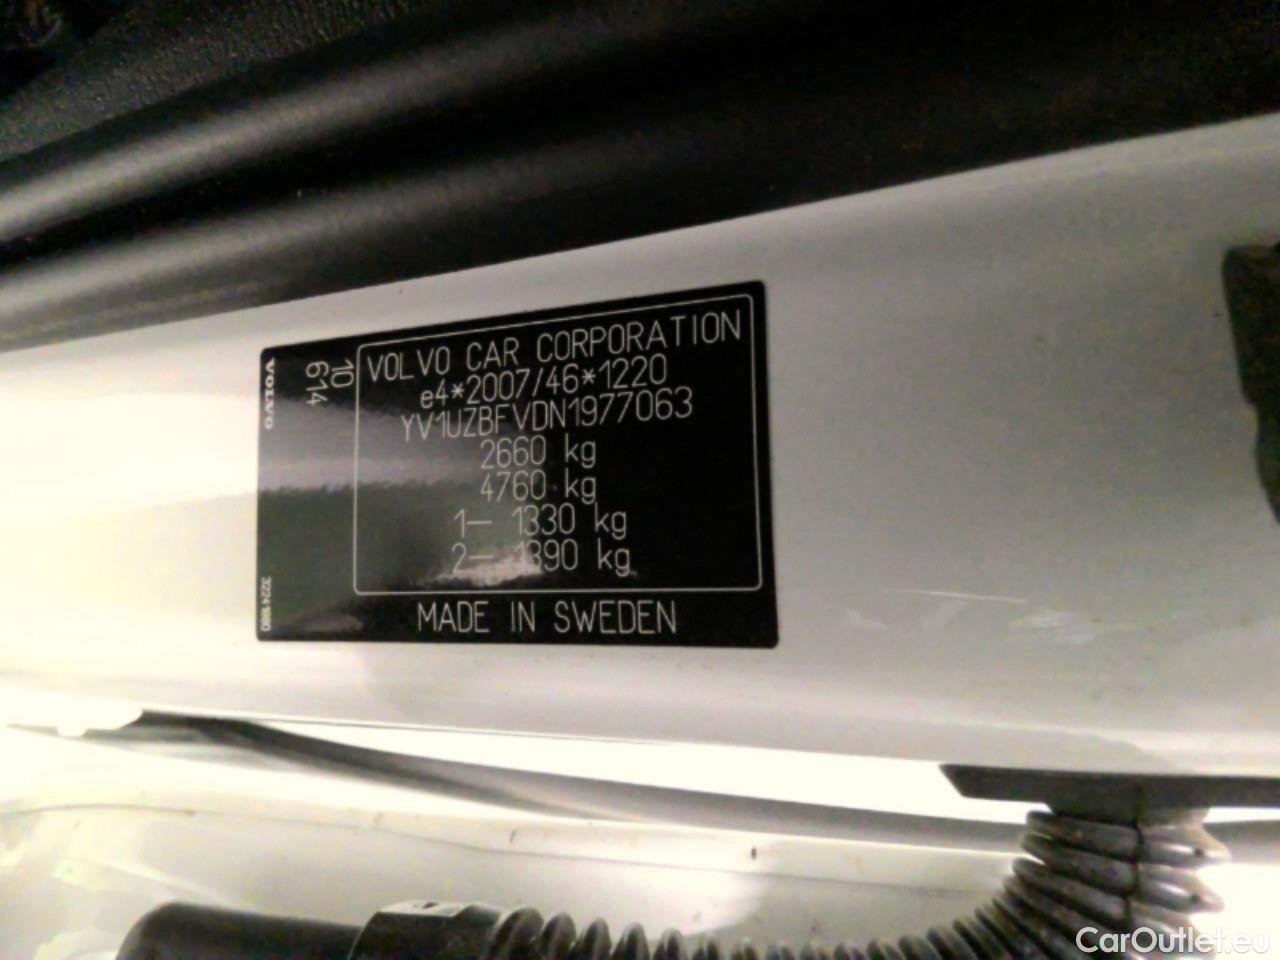 VOLVO CAR CORPORATION
e4*2007/46*1220
YV1UZBFVDN1977063
2660 kg
4760 kg
1– 1330 kg
2– 1390 kg
MADE IN SWEDEN
10
614
VOLVO
CarOutlet.eu